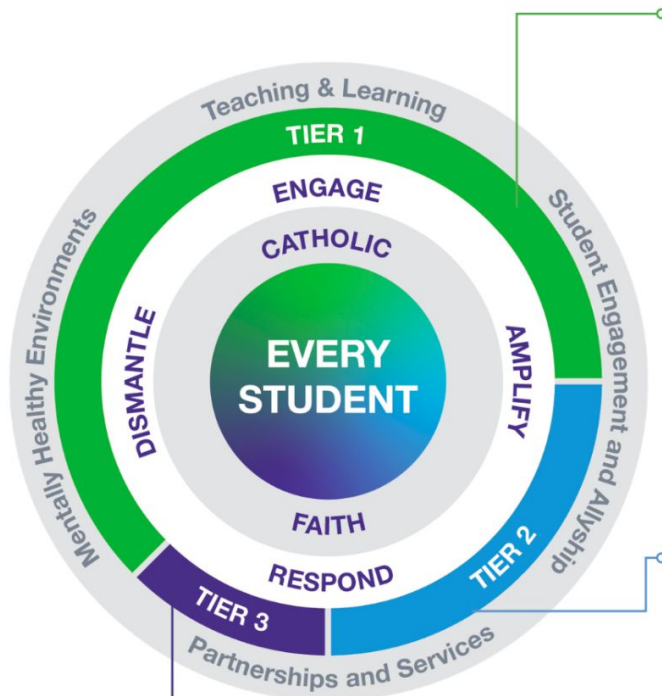 Teaching & Learning
TIER 1
ENGAGE
CATHOLIC
Mentally Healthy Environments
DISMANTLE
EVERY
STUDENT
AMPLIFY
Student Engagement and Allyship
FAITH
RESPOND
TIER 2
TIER 3
Partnerships and Services